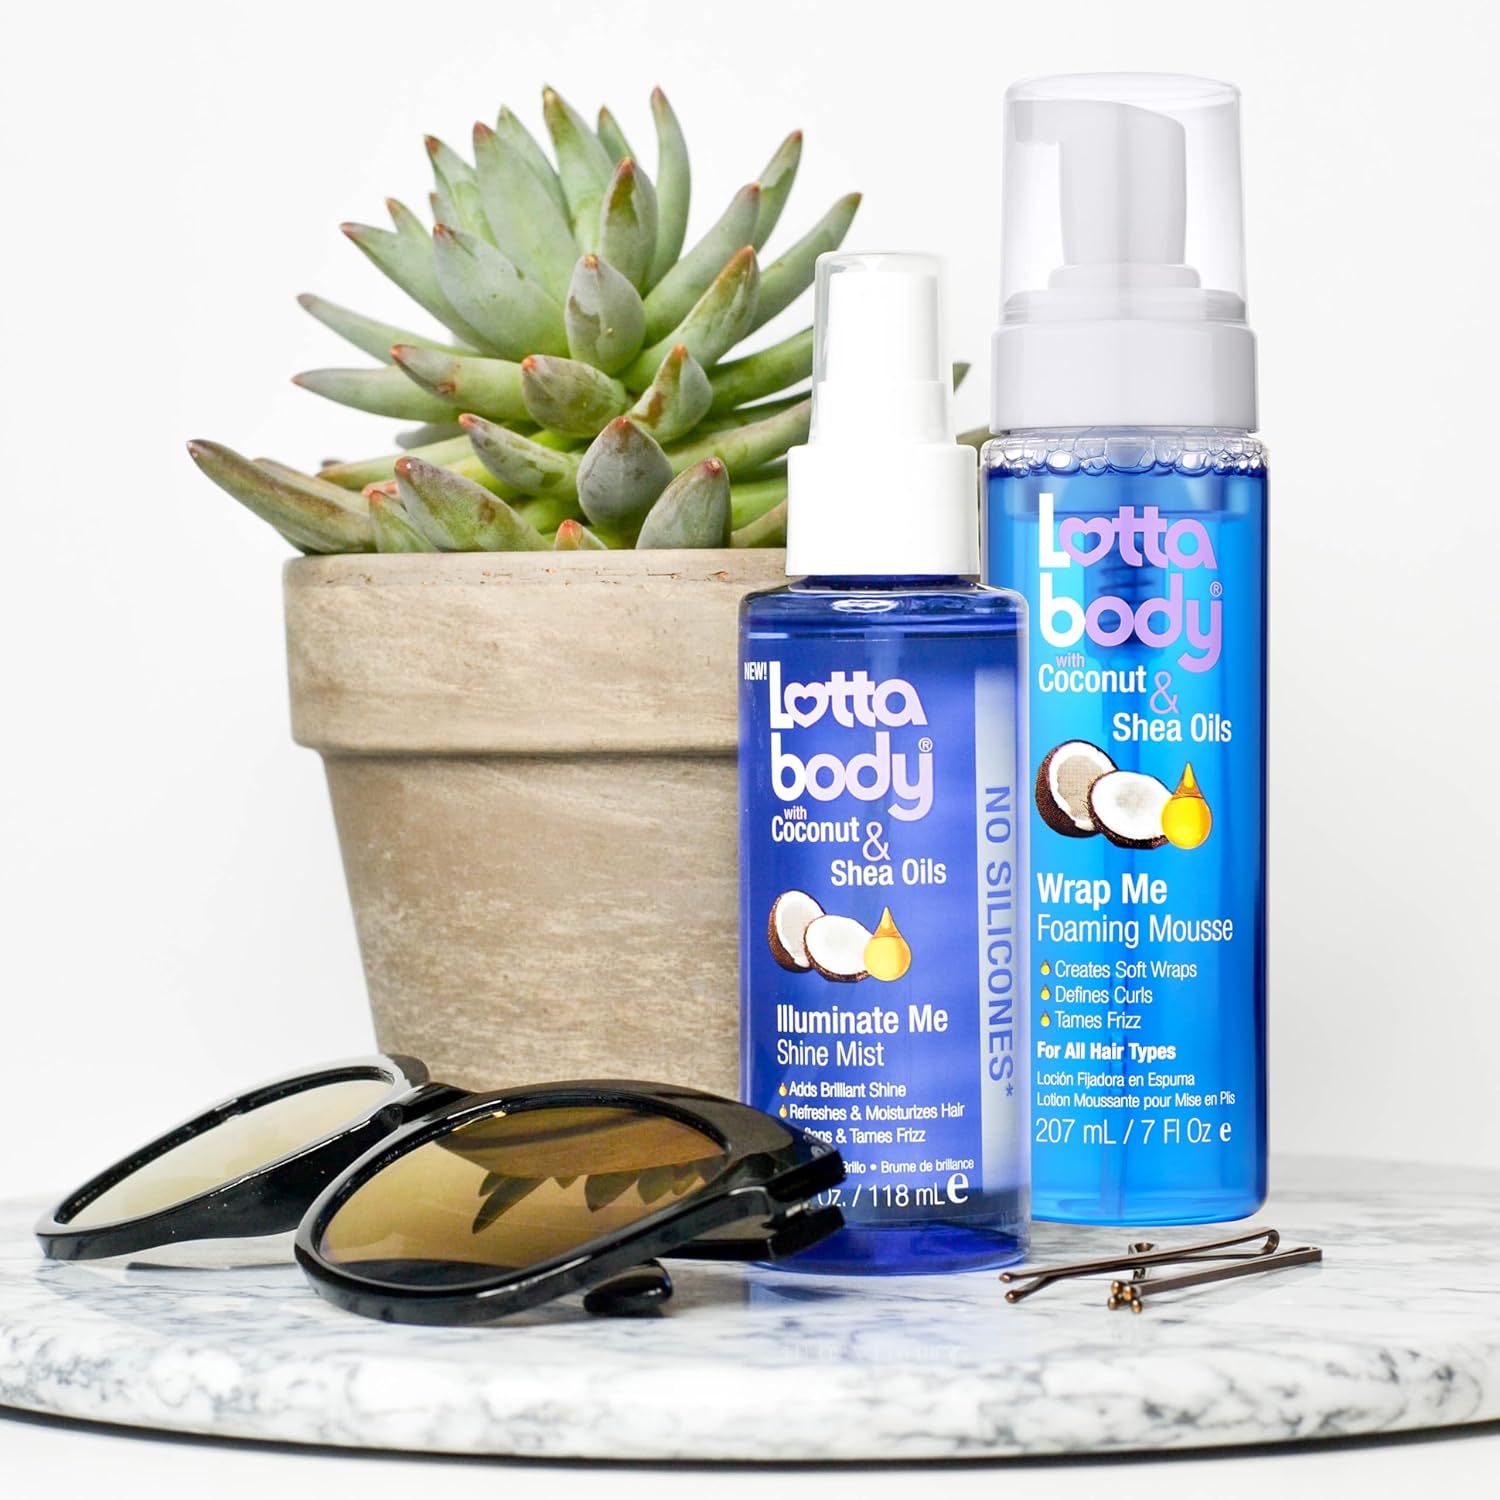 NEW!
Lotta
body®
with
Coconut
&
Shea Oils
Illuminate Me
Shine Mist
Adds Brilliant Shine
Refreshes & Moisturizes Hair
& Tames Frizz
Brillo • Brume de brillance
Oz. / 118 mL e
NO SILICONES*
Lotta
body®
with
Coconut
&
Shea Oils
Wrap Me
Foaming Mousse
Creates Soft Wraps
Defines Curls
Tames Frizz
For All Hair Types
Loción Fijadora en Espuma
Lotion Moussante pour Mise en Plis
207 mL / 7 Fl Oz e